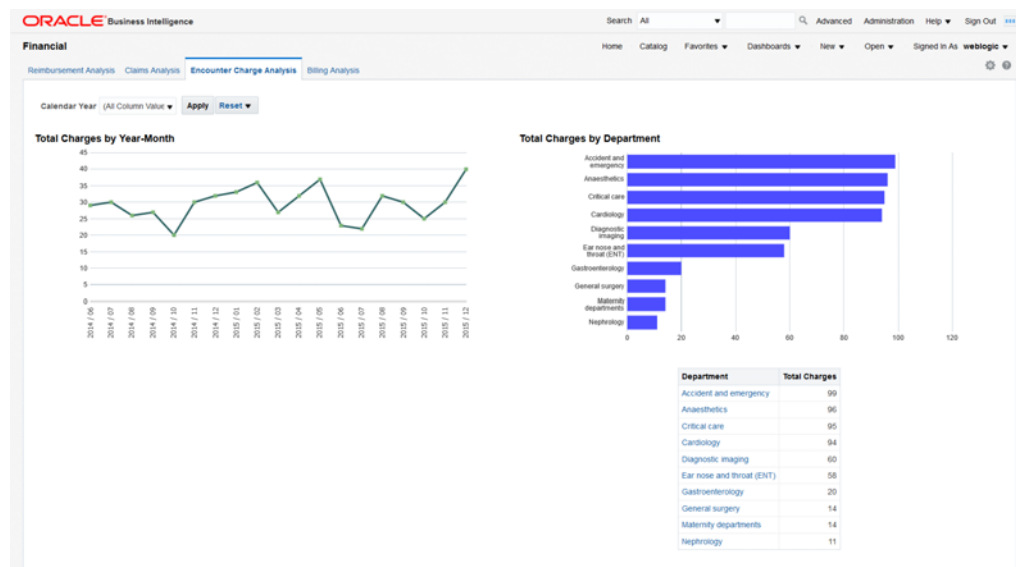 ORACLE Business Intelligence
Search All Advanced Administration Help Sign Out
Financial
Home Catalog Favorites Dashboards New Open Signed In As weblogic
Reimbursement Analysis Claims Analysis Encounter Charge Analysis Billing Analysis
Calendar Year (All Column Value Apply Reset
Total Charges by Year-Month
45
40
35
30
25
20
15
10
5
0
2014 / 06
2014 / 07
2014 / 08
2014 / 09
2014 / 10
2014 / 11
2014 / 12
2015 / 01
2015 / 02
2015 / 03
2015 / 04
2015 / 05
2015 / 06
2015 / 07
2015 / 08
2015 / 09
2015 / 10
2015 / 11
2015 / 12
Total Charges by Department
Accident and
emergency
Anaesthetics
Critical care
Cardiology
Diagnostic
imaging
Ear nose and
throat (ENT)
Gastroenterology
General surgery
Maternity
departments
Nephrology
0 20 40 60 80 100 120
Department Total Charges
Accident and emergency 99
Anaesthetics 96
Critical care 95
Cardiology 94
Diagnostic imaging 60
Ear nose and throat (ENT) 58
Gastroenterology 20
General surgery 14
Maternity departments 14
Nephrology 11